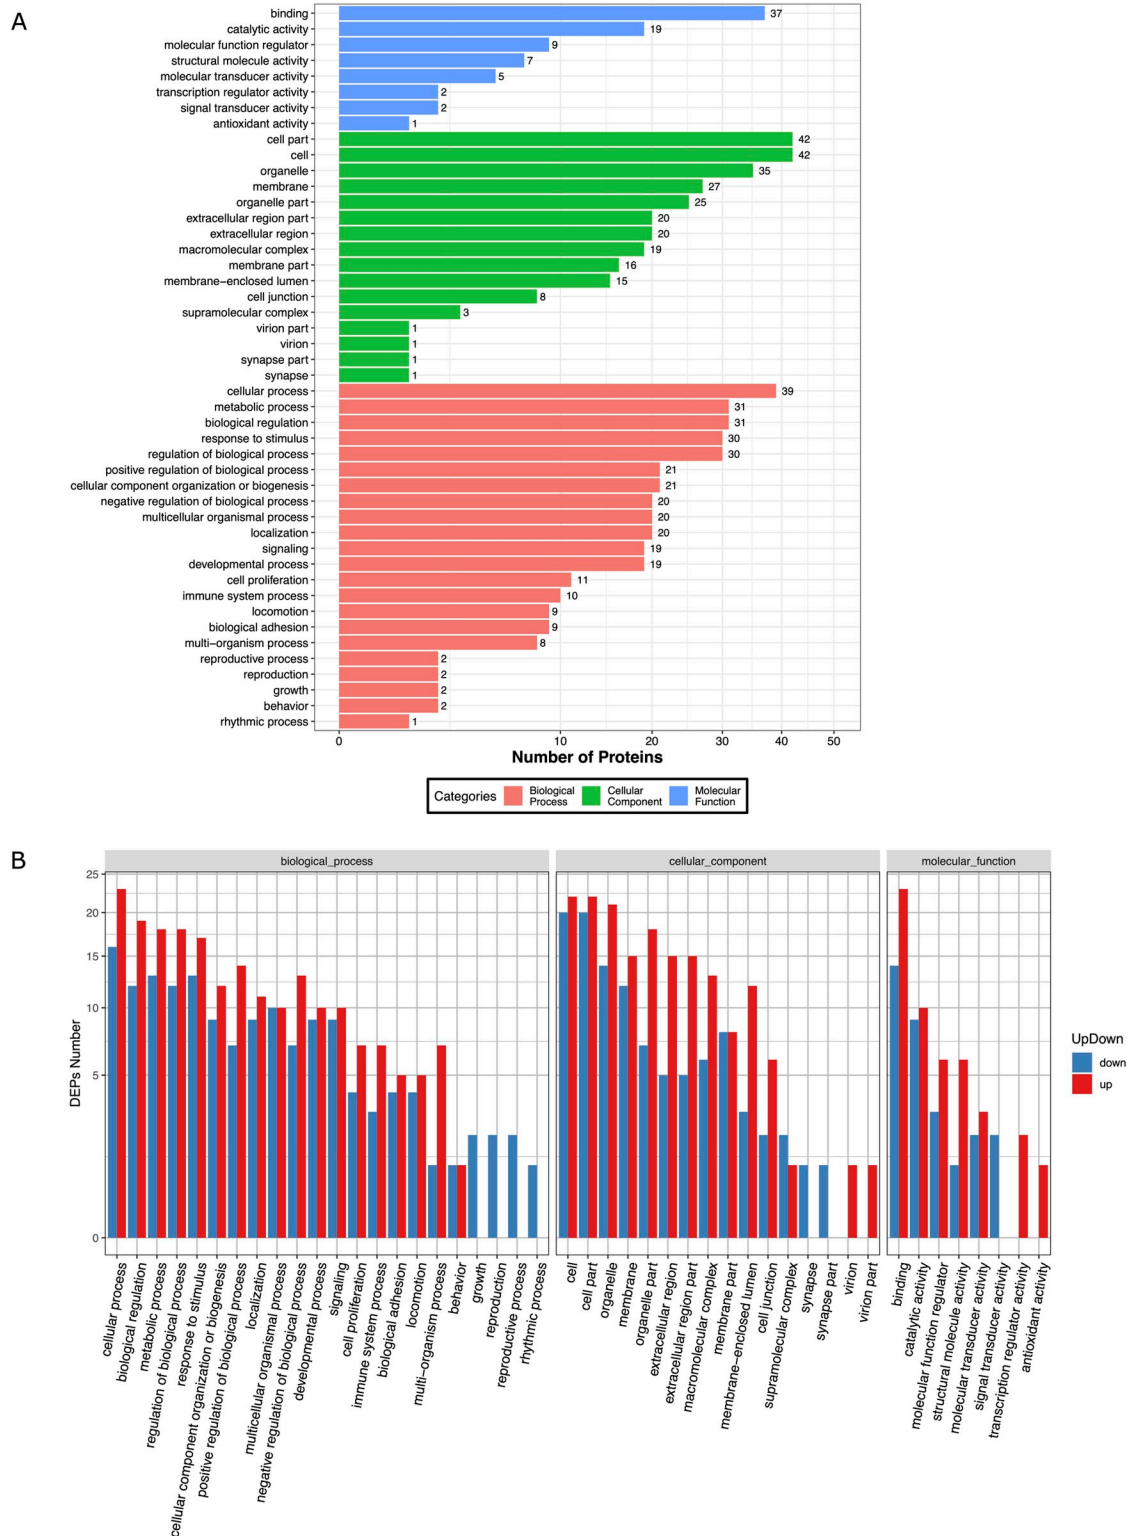 A
binding 37
catalytic activity 19
molecular function regulator 9
structural molecule activity 7
molecular transducer activity 5
transcription regulator activity 2
signal transducer activity 2
antioxidant activity 1
cell part 42
cell 42
organelle 35
membrane 27
organelle part 25
extracellular region part 20
extracellular region 20
macromolecular complex 19
membrane part 16
membrane−enclosed lumen 15
cell junction 8
supramolecular complex 3
virion part 1
virion 1
synapse part 1
synapse 1
cellular process 39
metabolic process 31
biological regulation 31
response to stimulus 30
regulation of biological process 30
positive regulation of biological process 21
cellular component organization or biogenesis 21
negative regulation of biological process 20
multicellular organismal process 20
localization 20
signaling 19
developmental process 19
cell proliferation 11
immune system process 10
locomotion 9
biological adhesion 9
multi−organism process 8
reproductive process 2
reproduction 2
growth 2
behavior 2
rhythmic process 1
0 10 20 30 40 50
Number of Proteins
Categories
Biological
Process
Cellular
Component
Molecular
Function
B
biological_process
cellular_component
molecular_function
25
20
15
10
5
0
DEPs Number
UpDown
down
up
cellular process
biological regulation
metabolic process
regulation of biological process
response to stimulus
cellular component organization or biogenesis
positive regulation of biological process
localization
multicellular organismal process
negative regulation of biological process
developmental process
signaling
cell proliferation
immune system process
biological adhesion
locomotion
multi−organism process
behavior
growth
reproduction
reproductive process
rhythmic process
cell
cell part
organelle
membrane
organelle part
extracellular region
extracellular region part
macromolecular complex
membrane part
membrane−enclosed lumen
cell junction
supramolecular complex
synapse
synapse part
virion
virion part
binding
catalytic activity
molecular function regulator
structural molecule activity
molecular transducer activity
signal transducer activity
transcription regulator activity
antioxidant activity